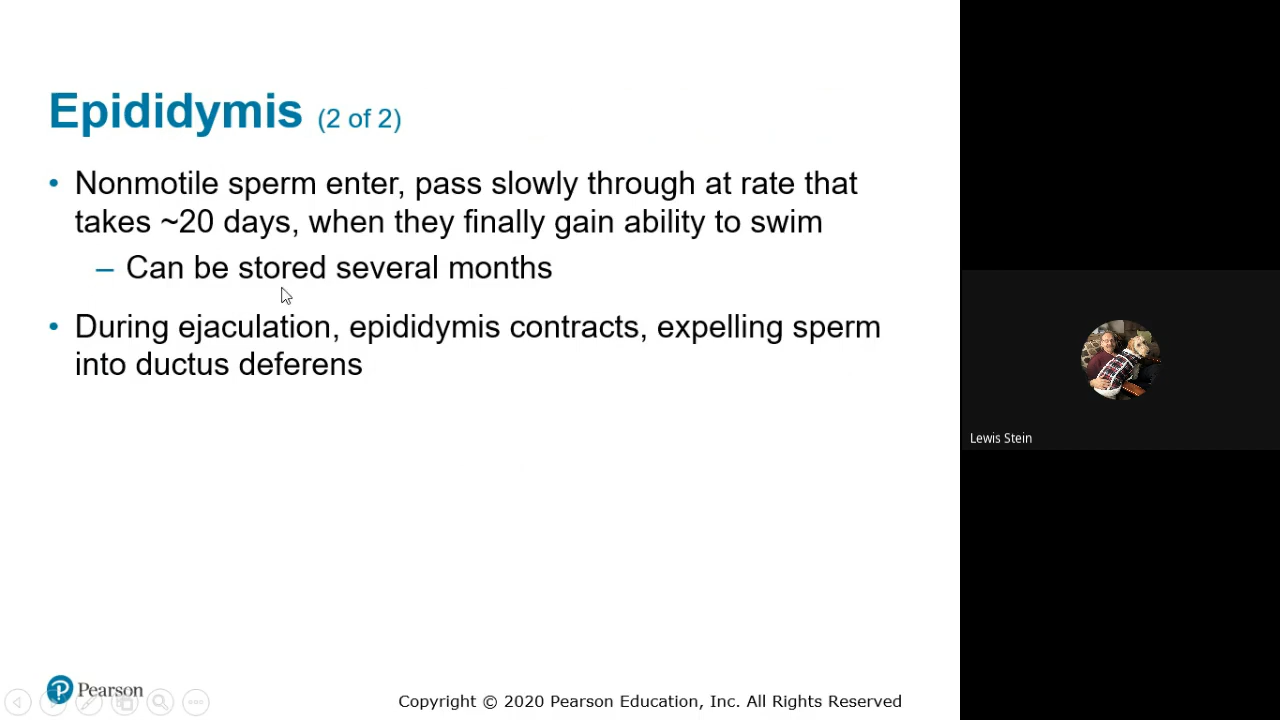 Epididymis (2 of 2)
• Nonmotile sperm enter, pass slowly through at rate that
takes ~20 days, when they finally gain ability to swim
– Can be stored several months
• During ejaculation, epididymis contracts, expelling sperm
into ductus deferens
Lewis Stein
Pearson
Copyright © 2020 Pearson Education, Inc. All Rights Reserved